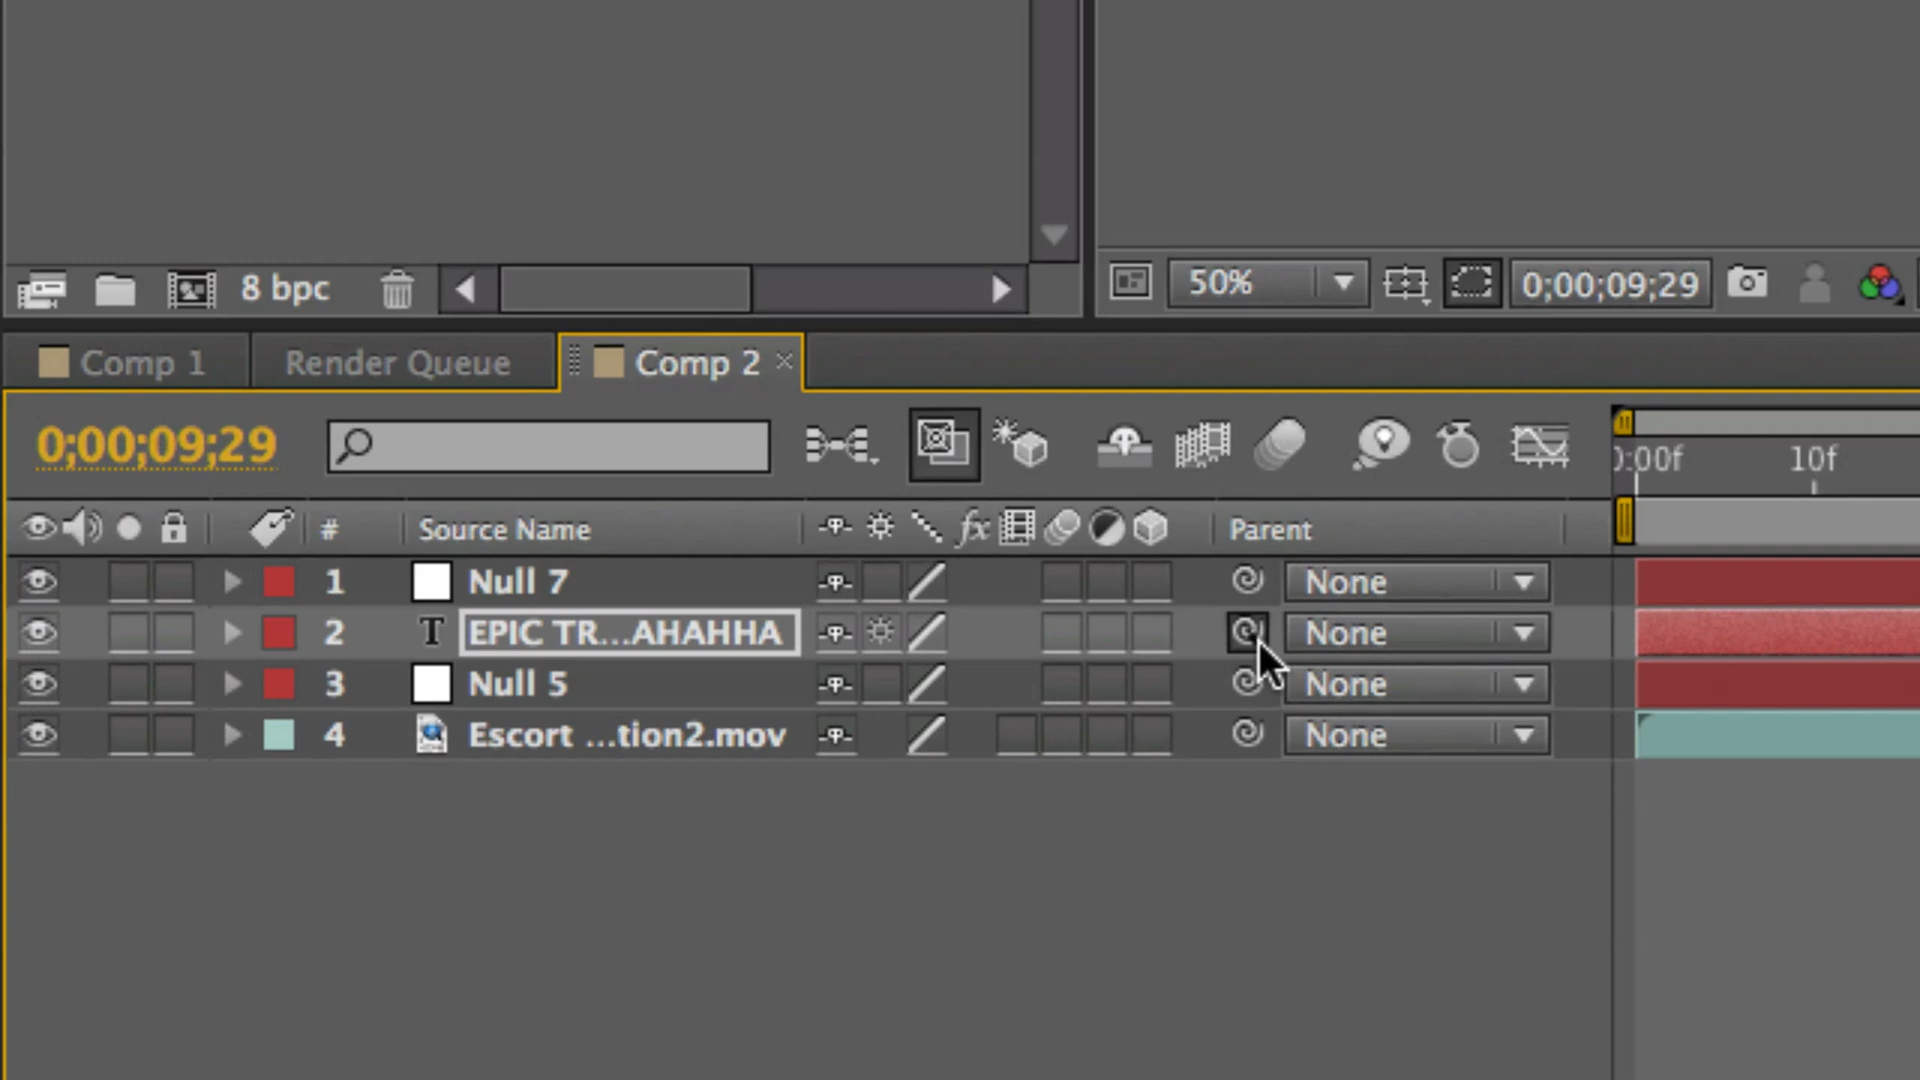 8 bpc
50%
0;00;09;29
Comp 1
Render Queue
Comp 2
0;00;09;29
0:00f
10f
#
Source Name
fx
Parent
1
Null 7
None
2
T
EPIC TR...AHAHHA
None
3
Null 5
None
4
Escort ...tion2.mov
None